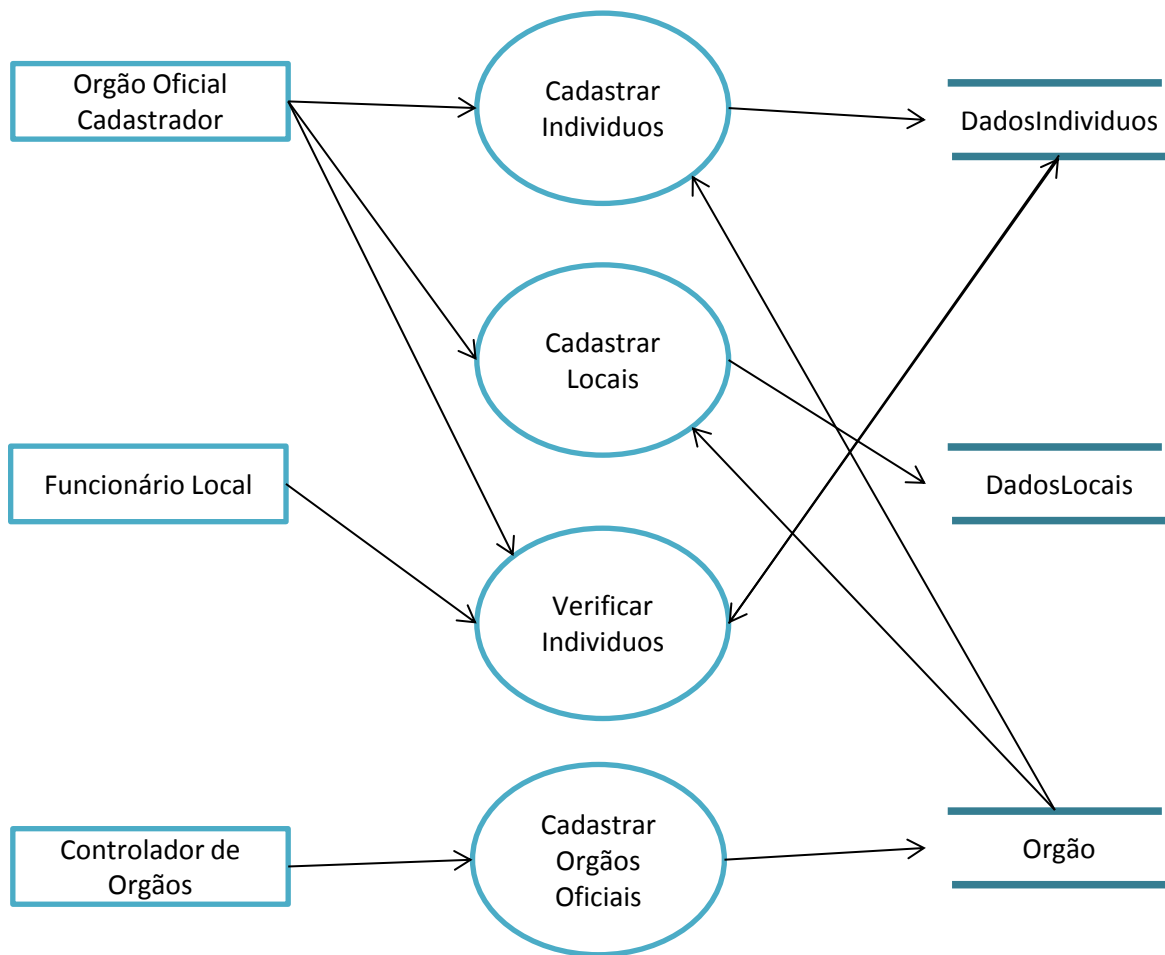 Orgão Oficial
Cadastrador
Cadastrar
Individuos
DadosIndividuos
Cadastrar
Locais
Funcionário Local
DadosLocais
Verificar
Individuos
Controlador de
Orgãos
Cadastrar
Orgãos
Oficiais
Orgão